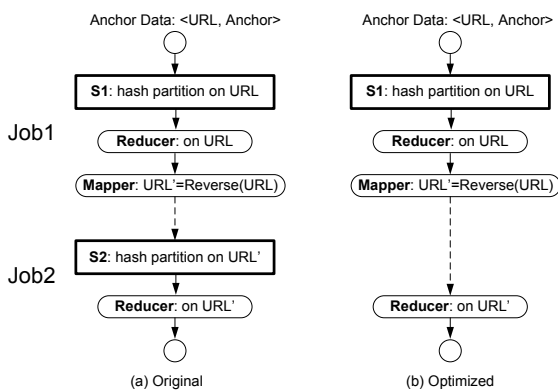 Anchor Data: <URL, Anchor>
S1: hash partition on URL
Job1
Reducer: on URL
Mapper: URL'=Reverse(URL)
S2: hash partition on URL'
Job2
Reducer: on URL'
(a) Original
Anchor Data: <URL, Anchor>
S1: hash partition on URL
Reducer: on URL
Mapper: URL'=Reverse(URL)
Reducer: on URL'
(b) Optimized